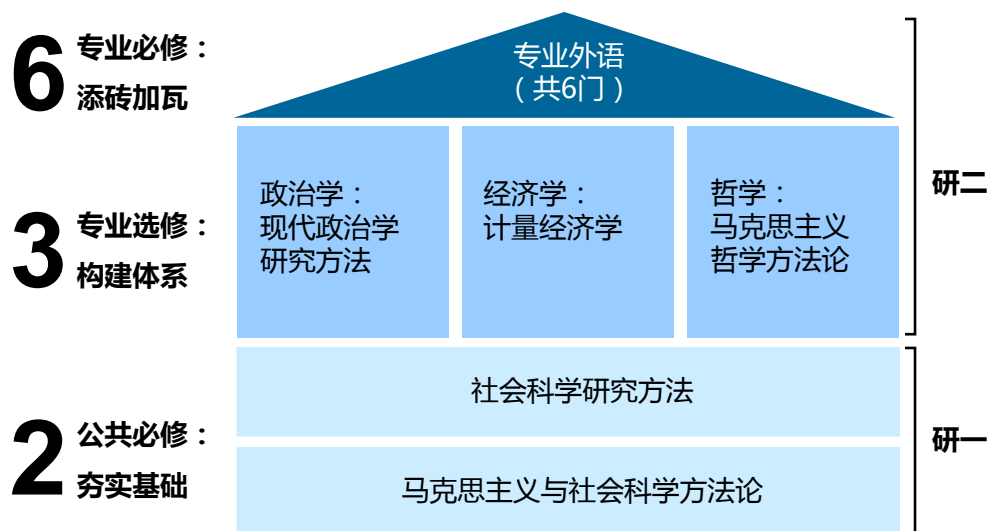 6
专业必修：
添砖加瓦
专业外语
（共6门）
3
专业选修：
构建体系
政治学：
现代政治学
研究方法
经济学：
计量经济学
哲学：
马克思主义
哲学方法论
研二
2
公共必修：
夯实基础
社会科学研究方法
马克思主义与社会科学方法论
研一